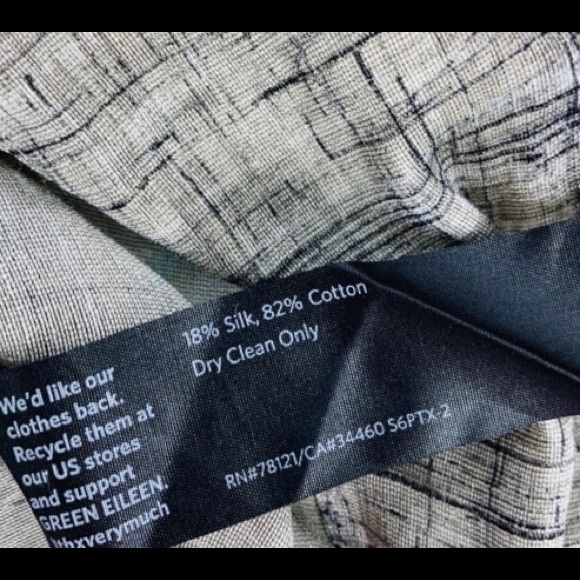 18% Silk, 82% Cotton
Dry Clean Only
RN#78121/CA#34460 S6PTX-2
We'd like our
clothes back.
Recycle them at
our US stores
and support
GREEN EILEEN.
#thxverymuch